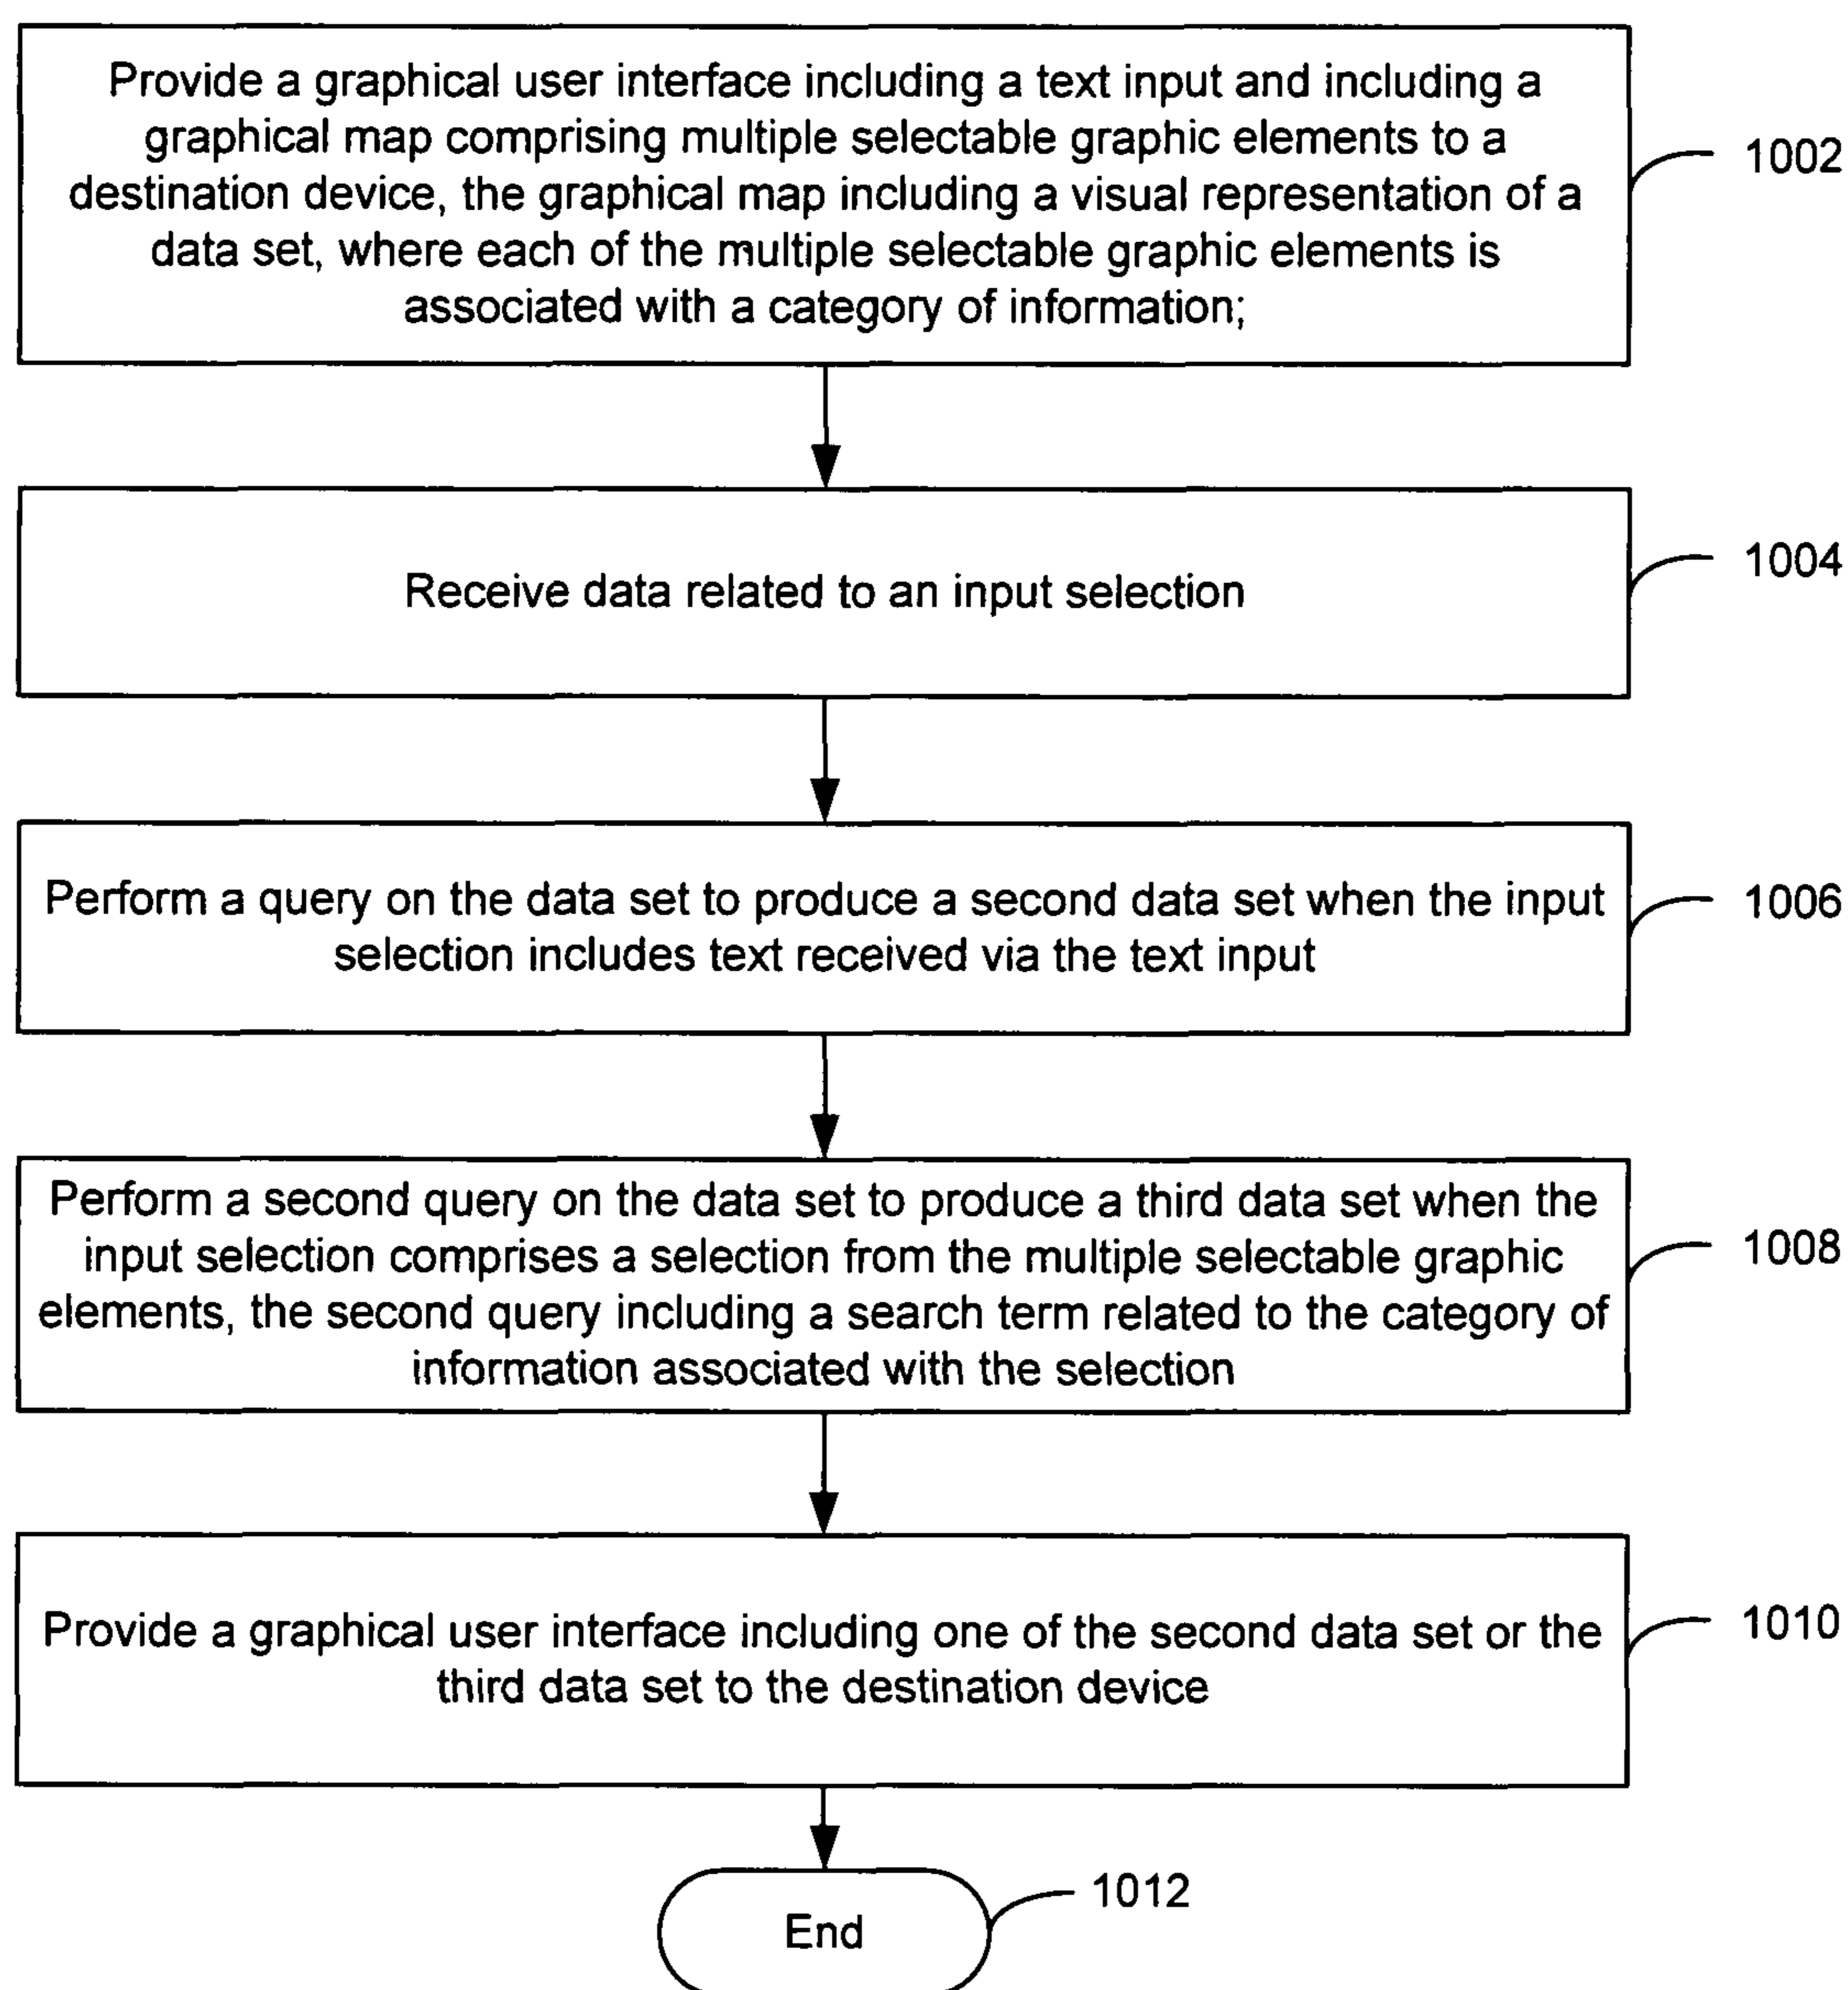 Provide a graphical user interface including a text input and including a
graphical map comprising multiple selectable graphic elements to a
destination device, the graphical map including a visual representation of a
data set, where each of the multiple selectable graphic elements is
associated with a category of information;
1002
Receive data related to an input selection
1004
Perform a query on the data set to produce a second data set when the input
selection includes text received via the text input
1006
Perform a second query on the data set to produce a third data set when the
input selection comprises a selection from the multiple selectable graphic
elements, the second query including a search term related to the category of
information associated with the selection
1008
Provide a graphical user interface including one of the second data set or the
third data set to the destination device
1010
End
1012